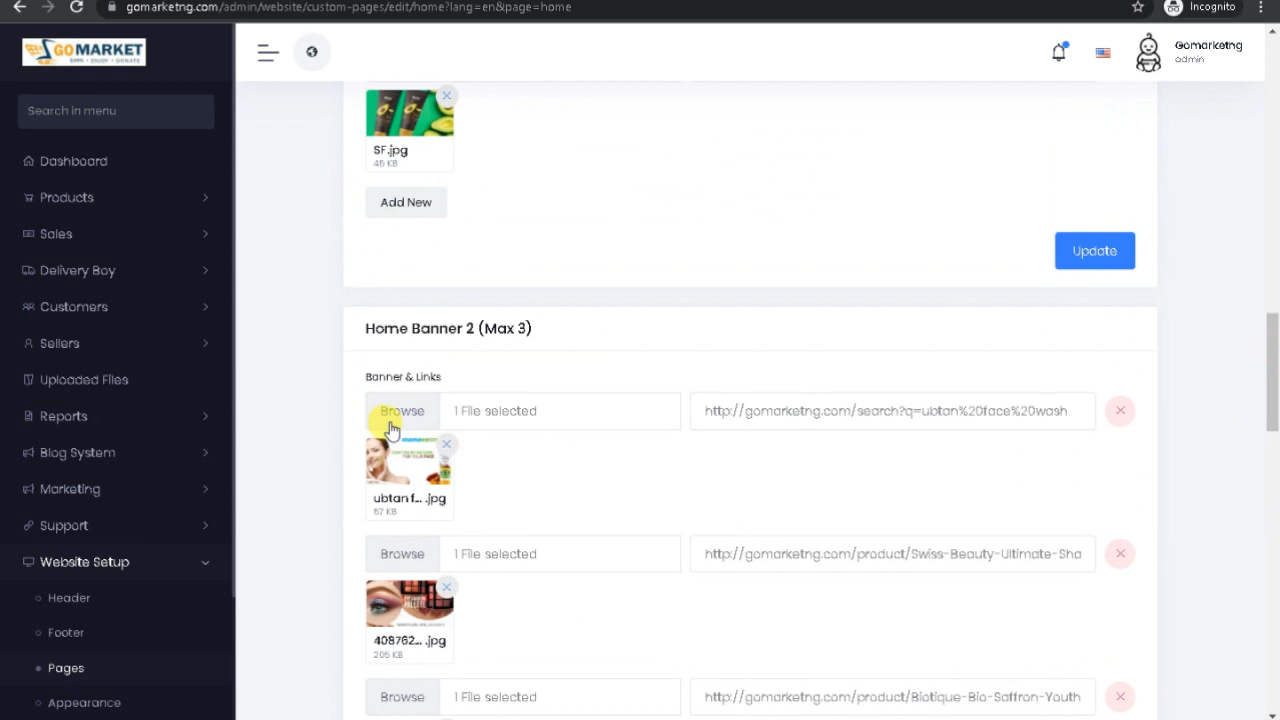 gomarketng.com/admin/website/custom-pages/edit/home?lang=en&page=home
Incognito
GOMARKET
Search in menu
Dashboard
Products
Sales
Delivery Boy
Customers
Sellers
Uploaded Files
Reports
Blog System
Marketing
Support
Website Setup
Header
Footer
Pages
Appearance
Gomarketng
admin
SF.jpg
45 KB
Add New
Update
Home Banner 2 (Max 3)
Banner & Links
Browse
1 File selected
http://gomarketng.com/search?q=ubtan%20face%20wash
ubtan f... .jpg
67 KB
Browse
1 File selected
http://gomarketng.com/product/Swiss-Beauty-Ultimate-Sha
408762... .jpg
205 KB
Browse
1 File selected
http://gomarketng.com/product/Biotique-Bio-Saffron-Youth